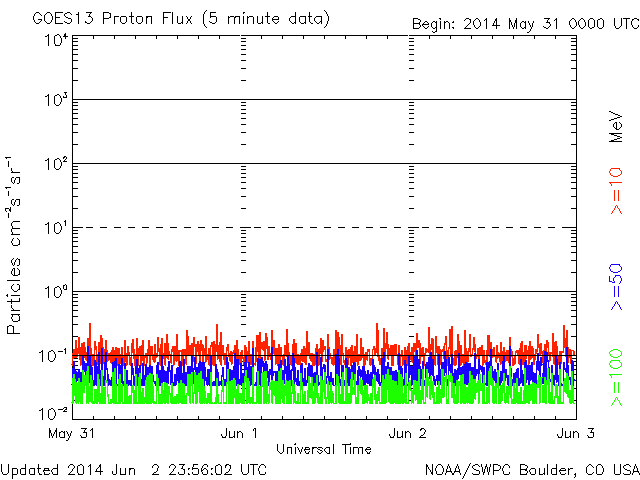 GOES13 Proton Flux (5 minute data)
Begin: 2014 May 31 0000 UTC
Particles cm⁻²s⁻¹sr⁻¹
10⁴
10³
10²
10¹
10⁰
10⁻¹
10⁻²
May 31
Jun 1
Jun 2
Jun 3
Universal Time
MeV
>=10
>=50
>=100
Updated 2014 Jun 2 23:56:02 UTC
NOAA/SWPC Boulder, CO USA